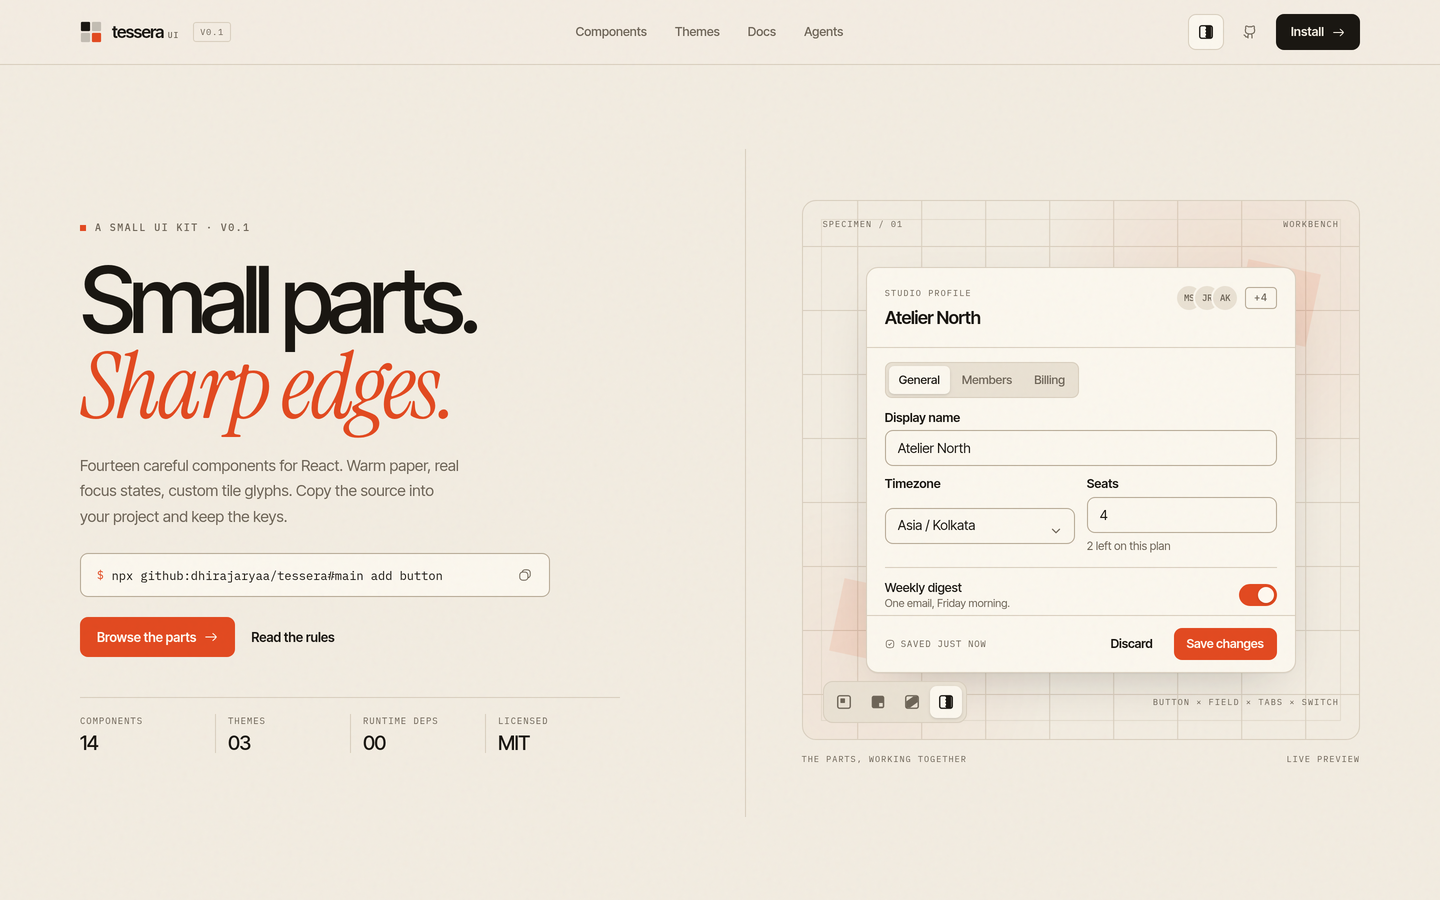 tessera UI V0.1
Components Themes Docs Agents
Install →
A SMALL UI KIT · V0.1
Small parts.
Sharp edges.
Fourteen careful components for React. Warm paper, real
focus states, custom tile glyphs. Copy the source into
your project and keep the keys.
$ npx github:dhirajaryaa/tessera#main add button
Browse the parts →
Read the rules
COMPONENTS
14
THEMES
03
RUNTIME DEPS
00
LICENSED
MIT
SPECIMEN / 01
WORKBENCH
STUDIO PROFILE
Atelier North
MS JR AK +4
General Members Billing
Display name
Atelier North
Timezone
Asia / Kolkata
Seats
4
2 left on this plan
Weekly digest
One email, Friday morning.
SAVED JUST NOW
Discard
Save changes
BUTTON × FIELD × TABS × SWITCH
THE PARTS, WORKING TOGETHER
LIVE PREVIEW